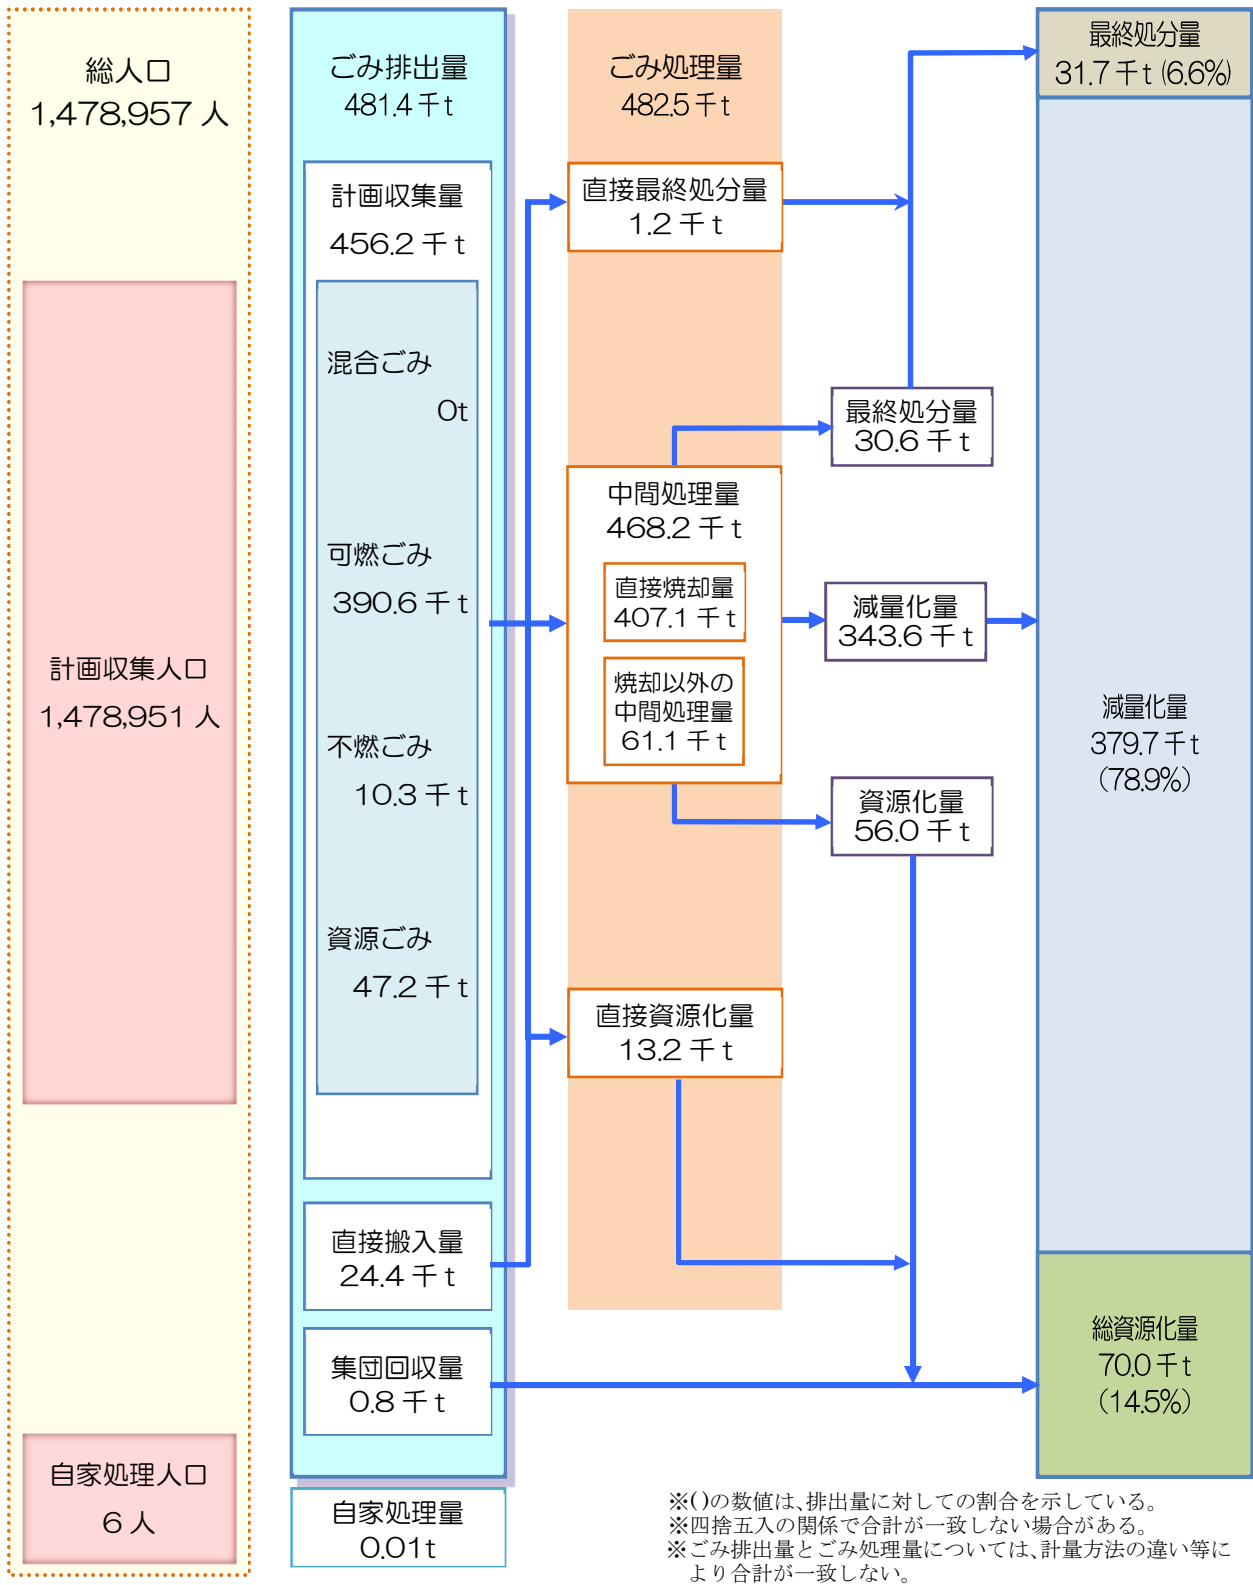 総人口
1,478,957 人
計画収集人口
1,478,951 人
自家処理人口
6 人
ごみ排出量
481.4 千 t
計画収集量
456.2 千 t
混合ごみ
0t
可燃ごみ
390.6 千 t
不燃ごみ
10.3 千 t
資源ごみ
47.2 千 t
直接搬入量
24.4 千 t
集団回収量
0.8 千 t
自家処理量
0.01t
ごみ処理量
482.5 千 t
直接最終処分量
1.2 千 t
中間処理量
468.2 千 t
直接焼却量
407.1 千 t
焼却以外の
中間処理量
61.1 千 t
直接資源化量
13.2 千 t
最終処分量
30.6 千 t
減量化量
343.6 千 t
資源化量
56.0 千 t
最終処分量
31.7 千 t (6.6%)
減量化量
379.7 千 t
(78.9%)
総資源化量
70.0 千 t
(14.5%)
※()の数値は、排出量に対しての割合を示している。
※四捨五入の関係で合計が一致しない場合がある。
※ごみ排出量とごみ処理量については、計量方法の違い等に
より合計が一致しない。